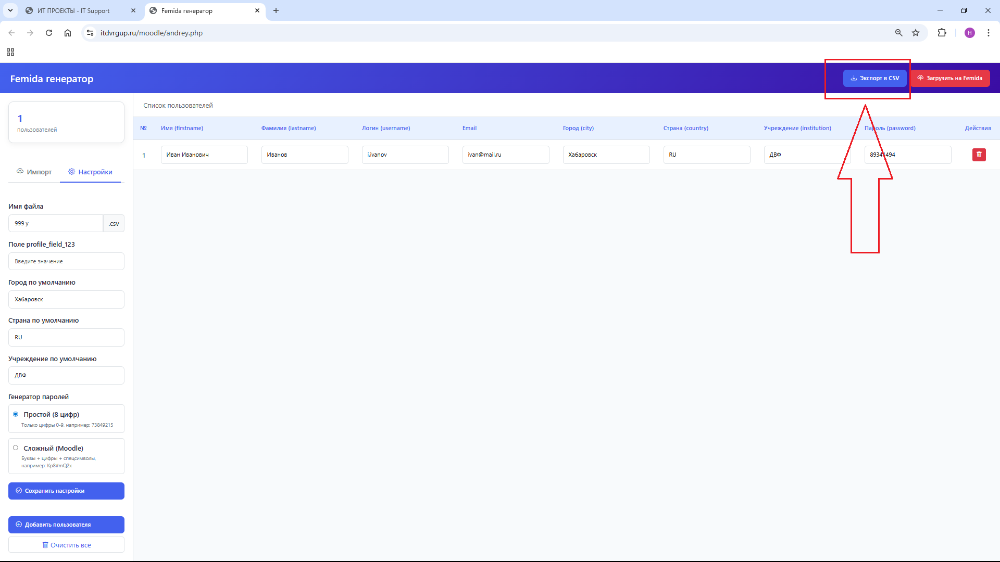 ИТ ПРОЕКТЫ - IT Support
Femida генератор
itdvrgup.ru/moodle/andrey.php
H
Femida генератор
Экспорт в CSV
Загрузить на Femida
1
пользователей
Импорт
Настройки
Имя файла
999 у
.csv
Поле profile_field_123
Введите значение
Город по умолчанию
Хабаровск
Страна по умолчанию
RU
Учреждение по умолчанию
ДВФ
Генератор паролей
Простой (8 цифр)
Только цифры 0-9, например: 73849215
Сложный (Moodle)
Буквы + цифры + спецсимволы,
например: Kp8#mQ2x
Сохранить настройки
Добавить пользователя
Очистить всё
Список пользователей
№ Имя (firstname) Фамилия (lastname) Логин (username) Email Город (city) Страна (country) Учреждение (institution) Пароль (password) Действия
1 Иван Иванович Иванов i.ivanov ivan@mail.ru Хабаровск RU ДВФ 89341494